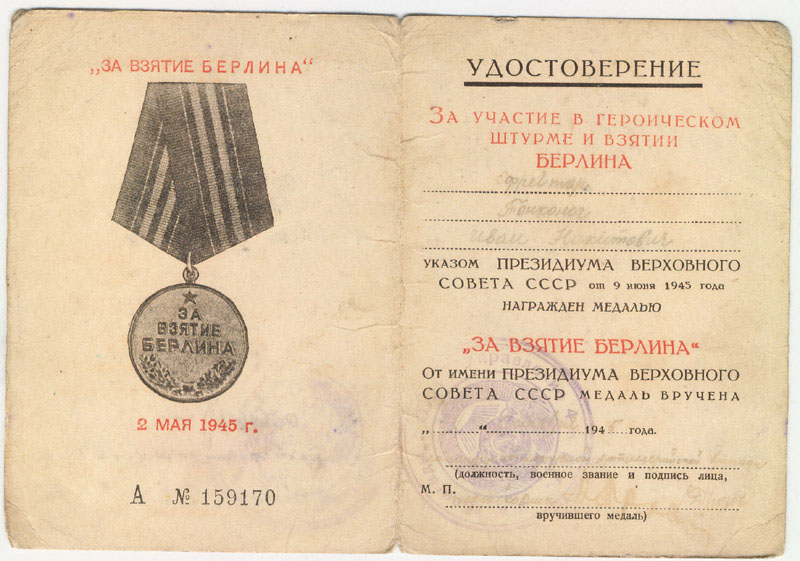 „ЗА ВЗЯТИЕ БЕРЛИНА“
ЗА
ВЗЯТИЕ
БЕРЛИНА
2 МАЯ 1945 г.
А № 159170
УДОСТОВЕРЕНИЕ
ЗА УЧАСТИЕ В ГЕРОИЧЕСКОМ
ШТУРМЕ И ВЗЯТИИ
БЕРЛИНА
Иван
УКАЗОМ ПРЕЗИДИУМА ВЕРХОВНОГО
СОВЕТА СССР от 9 июня 1945 года
НАГРАЖДЕН МЕДАЛЬЮ
„ЗА ВЗЯТИЕ БЕРЛИНА“
От имени ПРЕЗИДИУМА ВЕРХОВНОГО
СОВЕТА СССР МЕДАЛЬ ВРУЧЕНА
„ “ 194 года.
(должность, военное звание и подпись лица,
М. П.
вручившего медаль)